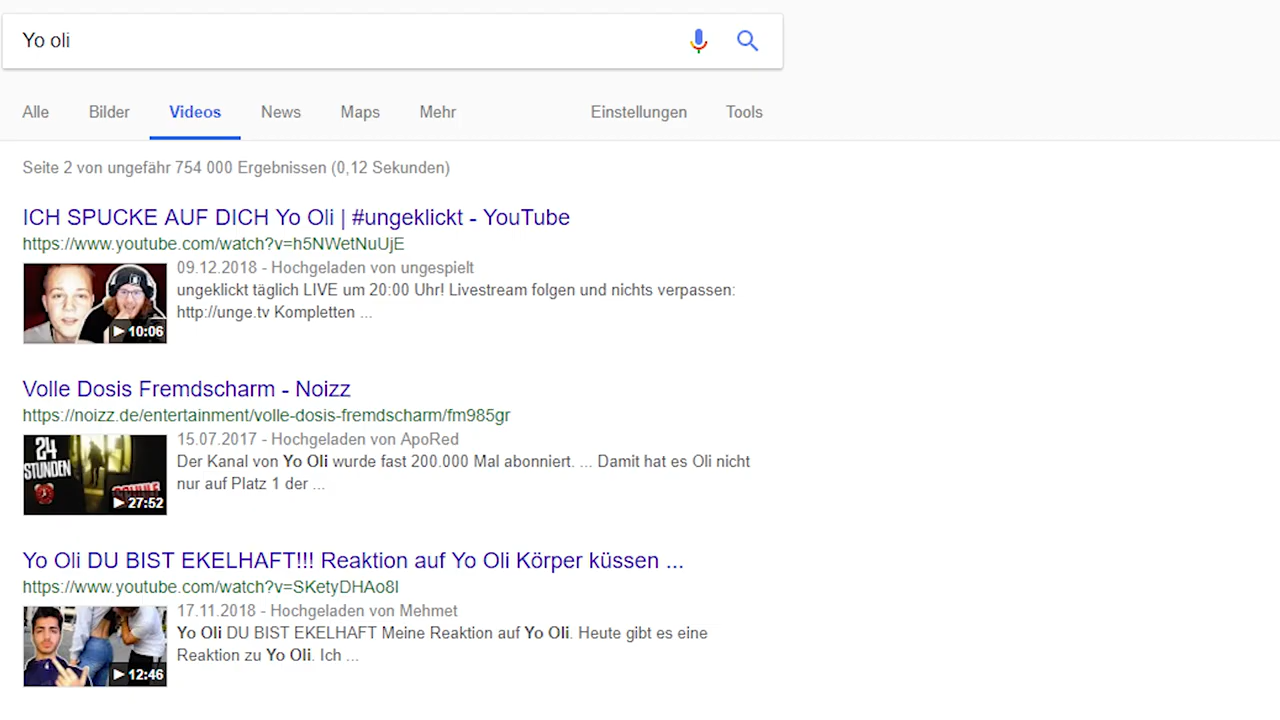 Yo oli
Alle Bilder Videos News Maps Mehr Einstellungen Tools
Seite 2 von ungefähr 754 000 Ergebnissen (0,12 Sekunden)
ICH SPUCKE AUF DICH Yo Oli | #ungeklickt - YouTube
https://www.youtube.com/watch?v=h5NWetNuUjE
09.12.2018 - Hochgeladen von ungespielt
ungeklickt täglich LIVE um 20:00 Uhr! Livestream folgen und nichts verpassen:
http://unge.tv Kompletten ...
10:06
Volle Dosis Fremdscharm - Noizz
https://noizz.de/entertainment/volle-dosis-fremdscharm/fm985gr
15.07.2017 - Hochgeladen von ApoRed
Der Kanal von Yo Oli wurde fast 200.000 Mal abonniert. ... Damit hat es Oli nicht
nur auf Platz 1 der ...
24
STUNDEN
27:52
Yo Oli DU BIST EKELHAFT!!! Reaktion auf Yo Oli Körper küssen ...
https://www.youtube.com/watch?v=SKetyDHAo8I
17.11.2018 - Hochgeladen von Mehmet
Yo Oli DU BIST EKELHAFT Meine Reaktion auf Yo Oli. Heute gibt es eine
Reaktion zu Yo Oli. Ich ...
12:46